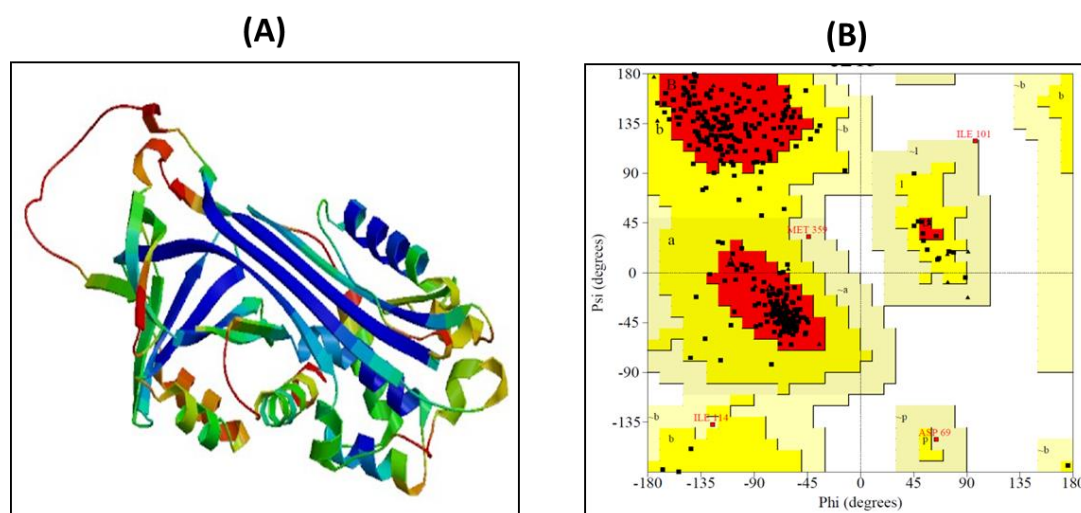 (A)
(B)
180
135
90
45
0
-45
-90
-135
-180
-135
-90
-45
0
45
90
135
180
Psi (degrees)
Phi (degrees)
B
b
~b
~b
b
ILE 101
~l
l
MET 359
a
~a
ILE 114
~b
b
ASP 69
~p
p
~b
b